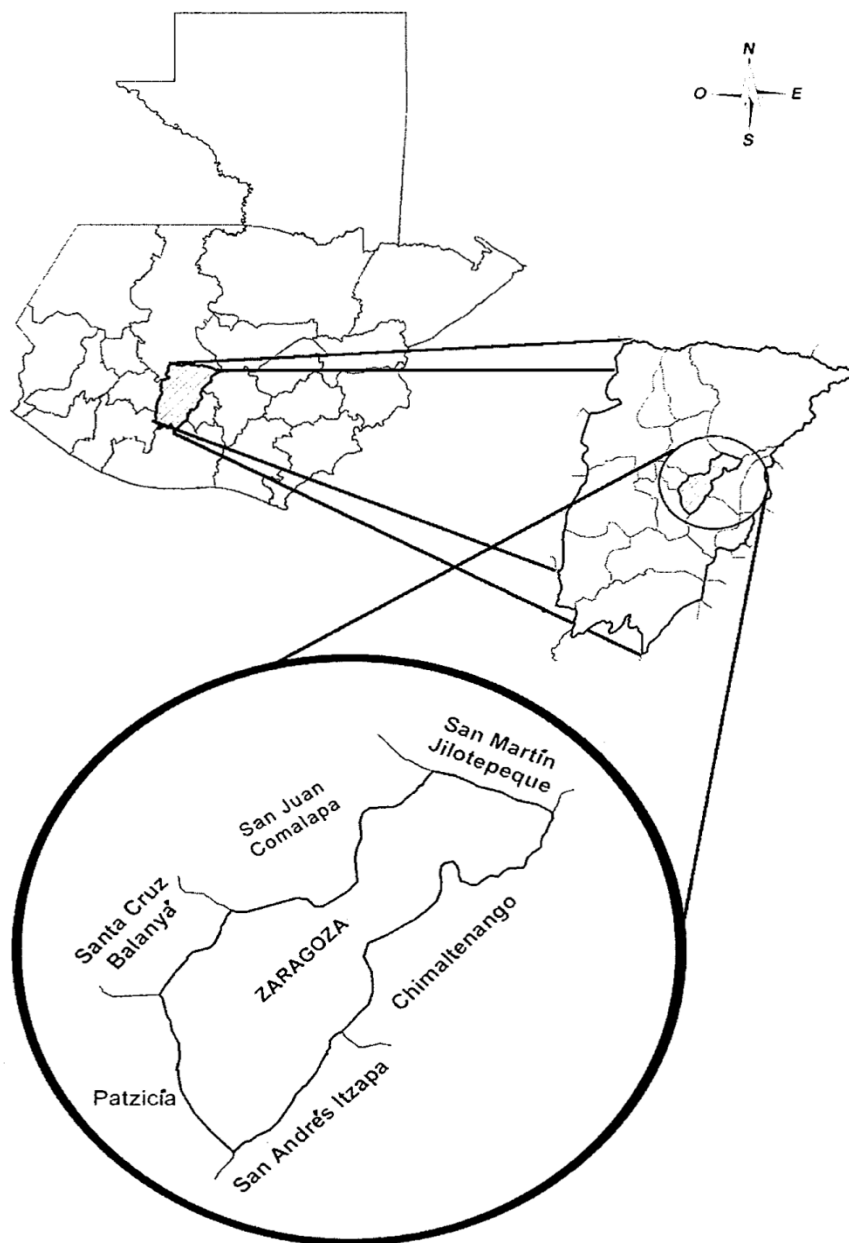 N
O E
S
San Martín
Jilotepeque
San Juan
Comalapa
Santa Cruz
Balanyá
ZARAGOZA
Chimaltenango
Patzicía
San Andrés Itzapa